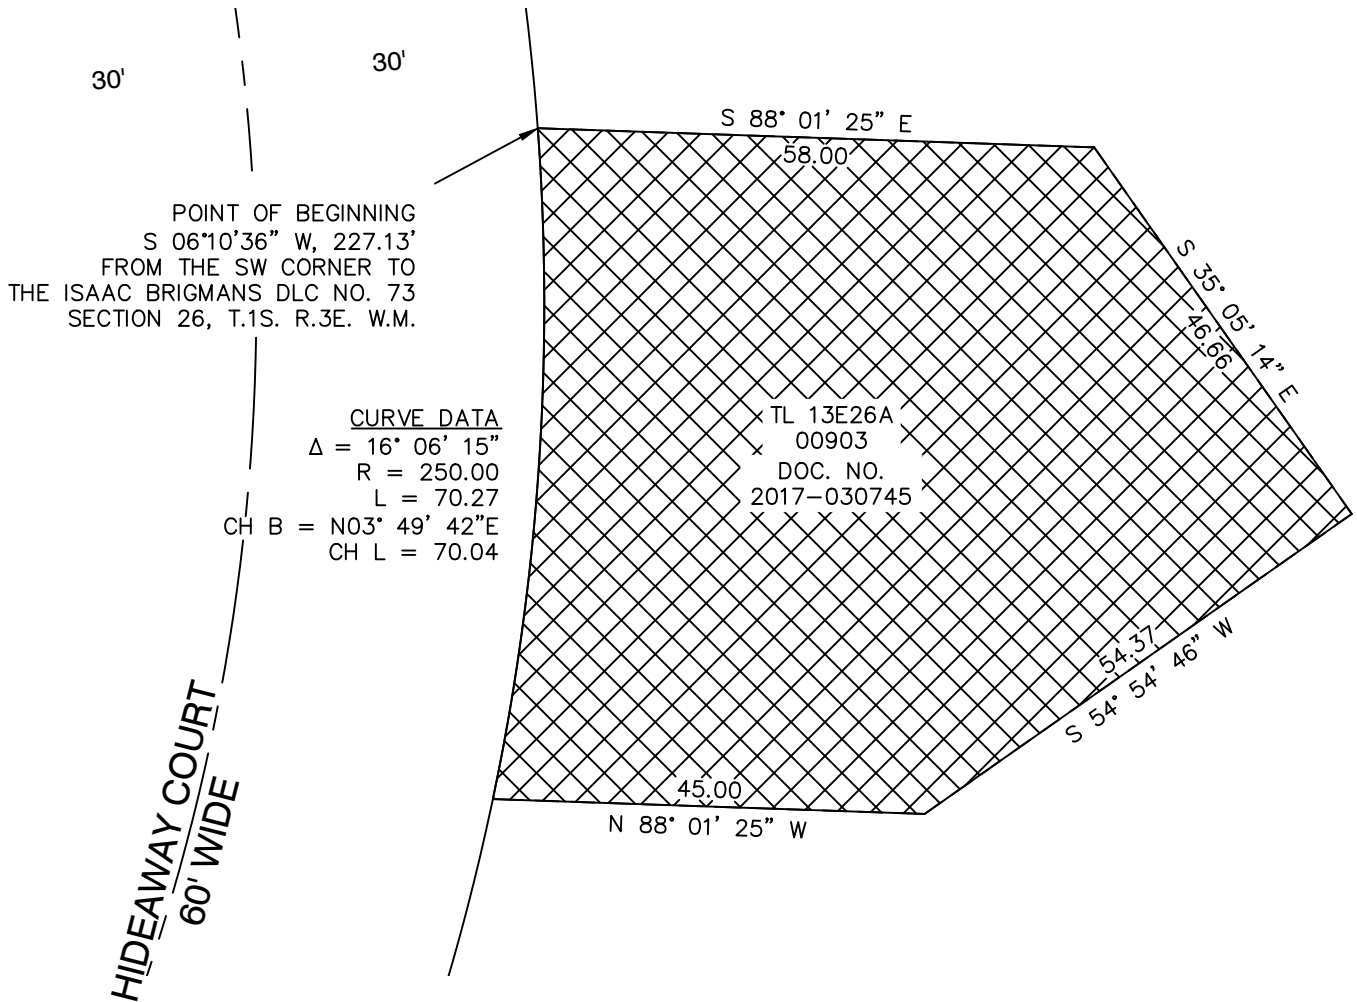 30'
30'
S 88° 01' 25" E
58.00
POINT OF BEGINNING
S 06°10'36" W, 227.13'
FROM THE SW CORNER TO
THE ISAAC BRIGMANS DLC NO. 73
SECTION 26, T.1S. R.3E. W.M.
S 35° 05' 14" E
46.66
CURVE DATA
Δ = 16° 06' 15"
R = 250.00
L = 70.27
CH B = N03° 49' 42"E
CH L = 70.04
TL 13E26A
00903
DOC. NO.
2017-030745
54.37
S 54° 54' 46" W
45.00
N 88° 01' 25" W
HIDEAWAY COURT
60' WIDE